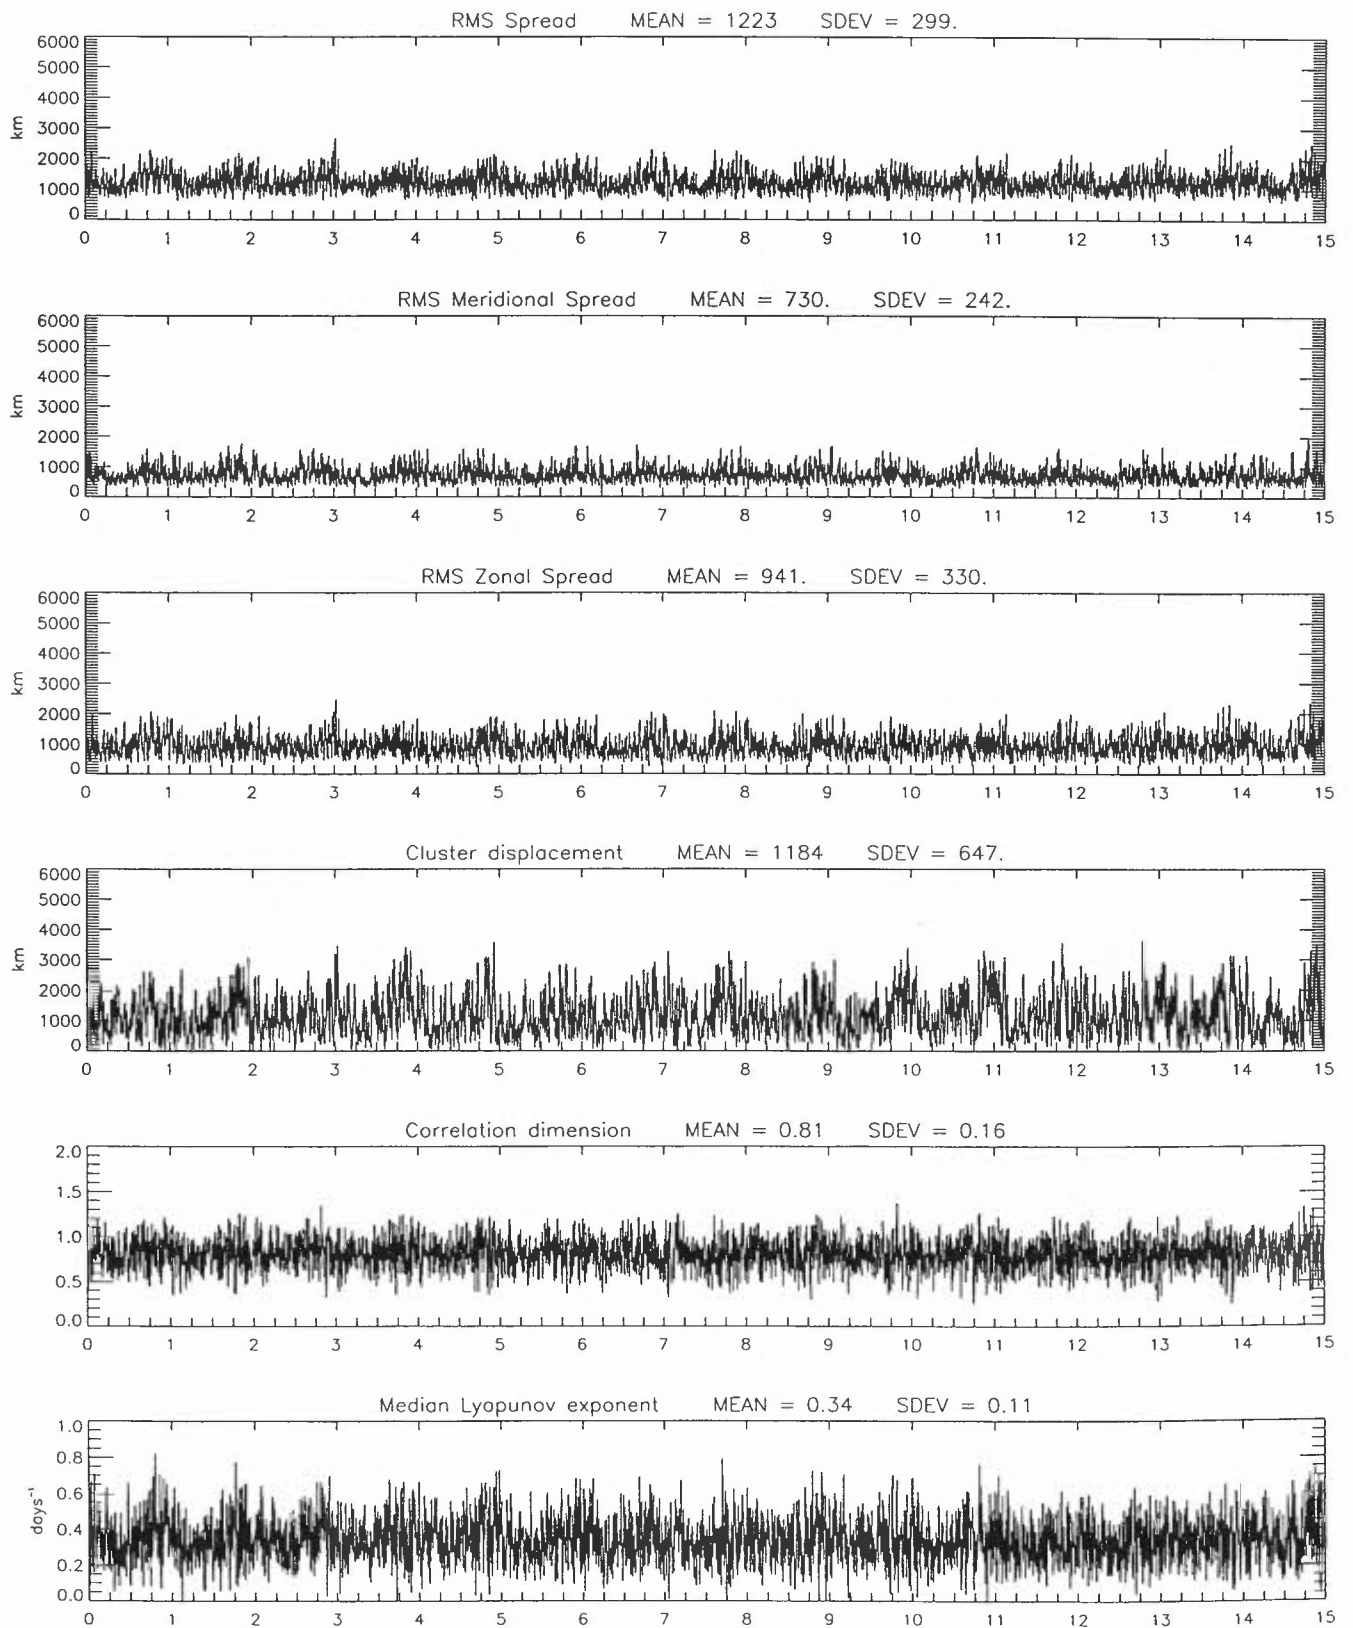 RMS Spread MEAN = 1223 SDEV = 299.
6000
5000
4000
3000
2000
1000
0
km
0 1 2 3 4 5 6 7 8 9 10 11 12 13 14 15
RMS Meridional Spread MEAN = 730. SDEV = 242.
6000
5000
4000
3000
2000
1000
0
km
0 1 2 3 4 5 6 7 8 9 10 11 12 13 14 15
RMS Zonal Spread MEAN = 941. SDEV = 330.
6000
5000
4000
3000
2000
1000
0
km
0 1 2 3 4 5 6 7 8 9 10 11 12 13 14 15
Cluster displacement MEAN = 1184 SDEV = 647.
6000
5000
4000
3000
2000
1000
0
km
0 1 2 3 4 5 6 7 8 9 10 11 12 13 14 15
Correlation dimension MEAN = 0.81 SDEV = 0.16
2.0
1.5
1.0
0.5
0.0
0 1 2 3 4 5 6 7 8 9 10 11 12 13 14 15
Median Lyapunov exponent MEAN = 0.34 SDEV = 0.11
1.0
0.8
0.6
0.4
0.2
0.0
days⁻¹
0 1 2 3 4 5 6 7 8 9 10 11 12 13 14 15